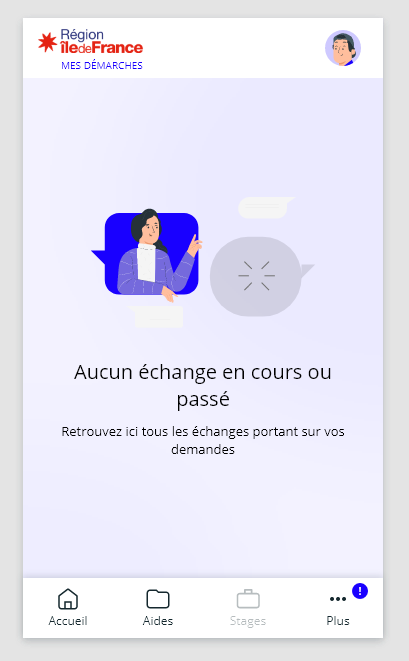 Région
îledeFrance
MES DÉMARCHES
Aucun échange en cours ou
passé
Retrouvez ici tous les échanges portant sur vos
demandes
!
Accueil Aides Stages Plus